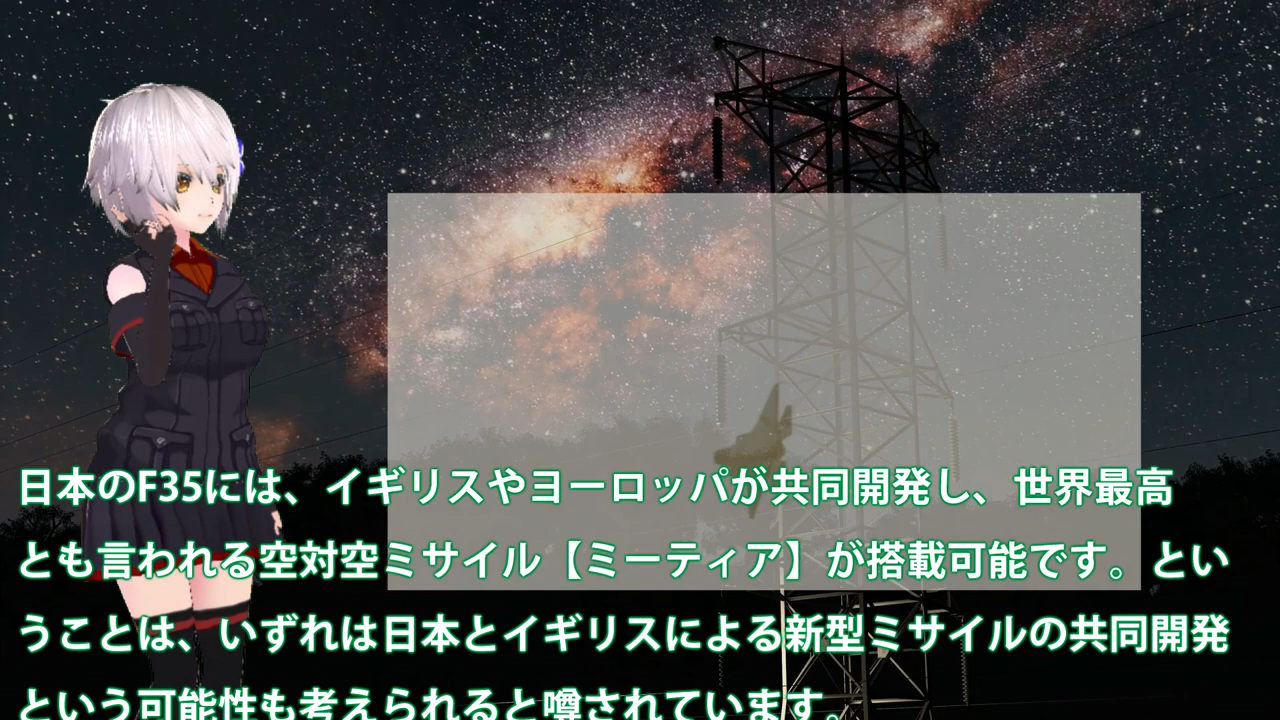 日本のF35には、イギリスやヨーロッパが共同開発し、世界最高
とも言われる空対空ミサイル【ミーティア】が搭載可能です。とい
うことは、いずれは日本とイギリスによる新型ミサイルの共同開発
という可能性も考えられると噂されています。